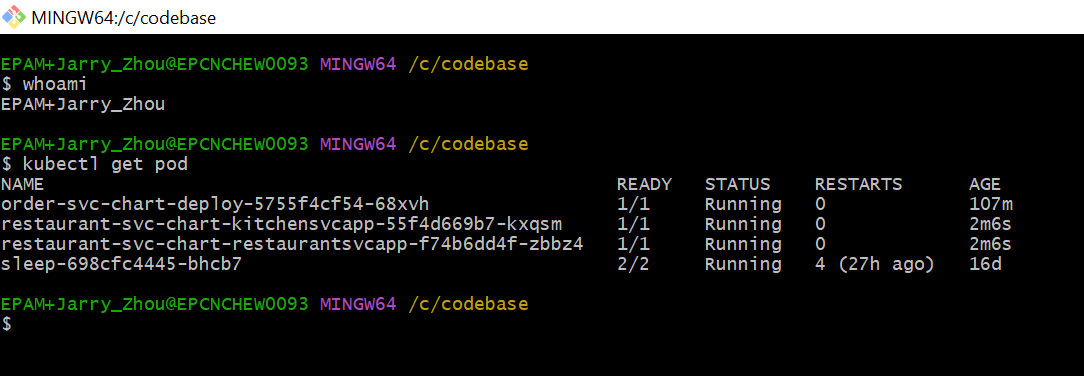 MINGW64:/c/codebase
EPAM+Jarry_Zhou@EPCNCHEW0093 MINGW64 /c/codebase
$ whoami
EPAM+Jarry_Zhou
EPAM+Jarry_Zhou@EPCNCHEW0093 MINGW64 /c/codebase
$ kubectl get pod
NAME READY STATUS RESTARTS AGE
order-svc-chart-deploy-5755f4cf54-68xvh 1/1 Running 0 107m
restaurant-svc-chart-kitchensvcapp-55f4d669b7-kxqsm 1/1 Running 0 2m6s
restaurant-svc-chart-restaurantsvcapp-f74b6dd4f-zbbz4 1/1 Running 0 2m6s
sleep-698cfc4445-bhcb7 2/2 Running 4 (27h ago) 16d
EPAM+Jarry_Zhou@EPCNCHEW0093 MINGW64 /c/codebase
$